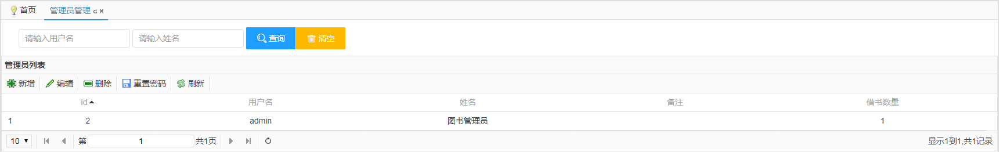 首页 管理员管理
请输入用户名 请输入姓名 查询 清空
管理员列表
新增 编辑 删除 重置密码 刷新
id 用户名 姓名 备注 借书数量
1 2 admin 图书管理员 1
10 第 1 共1页 显示1到1,共1记录